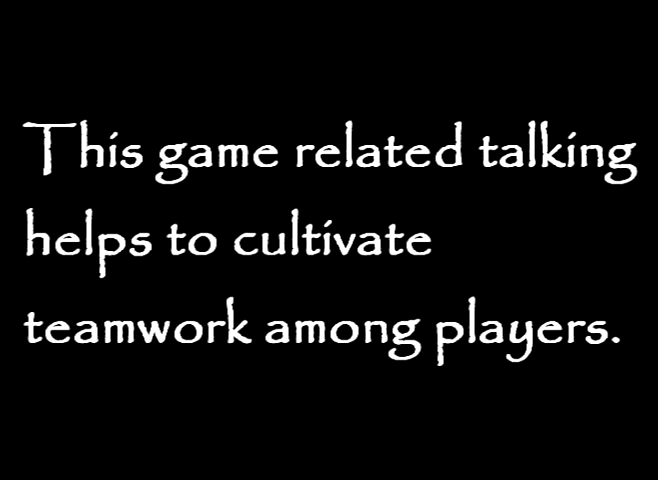 This game related talking
helps to cultivate
teamwork among players.